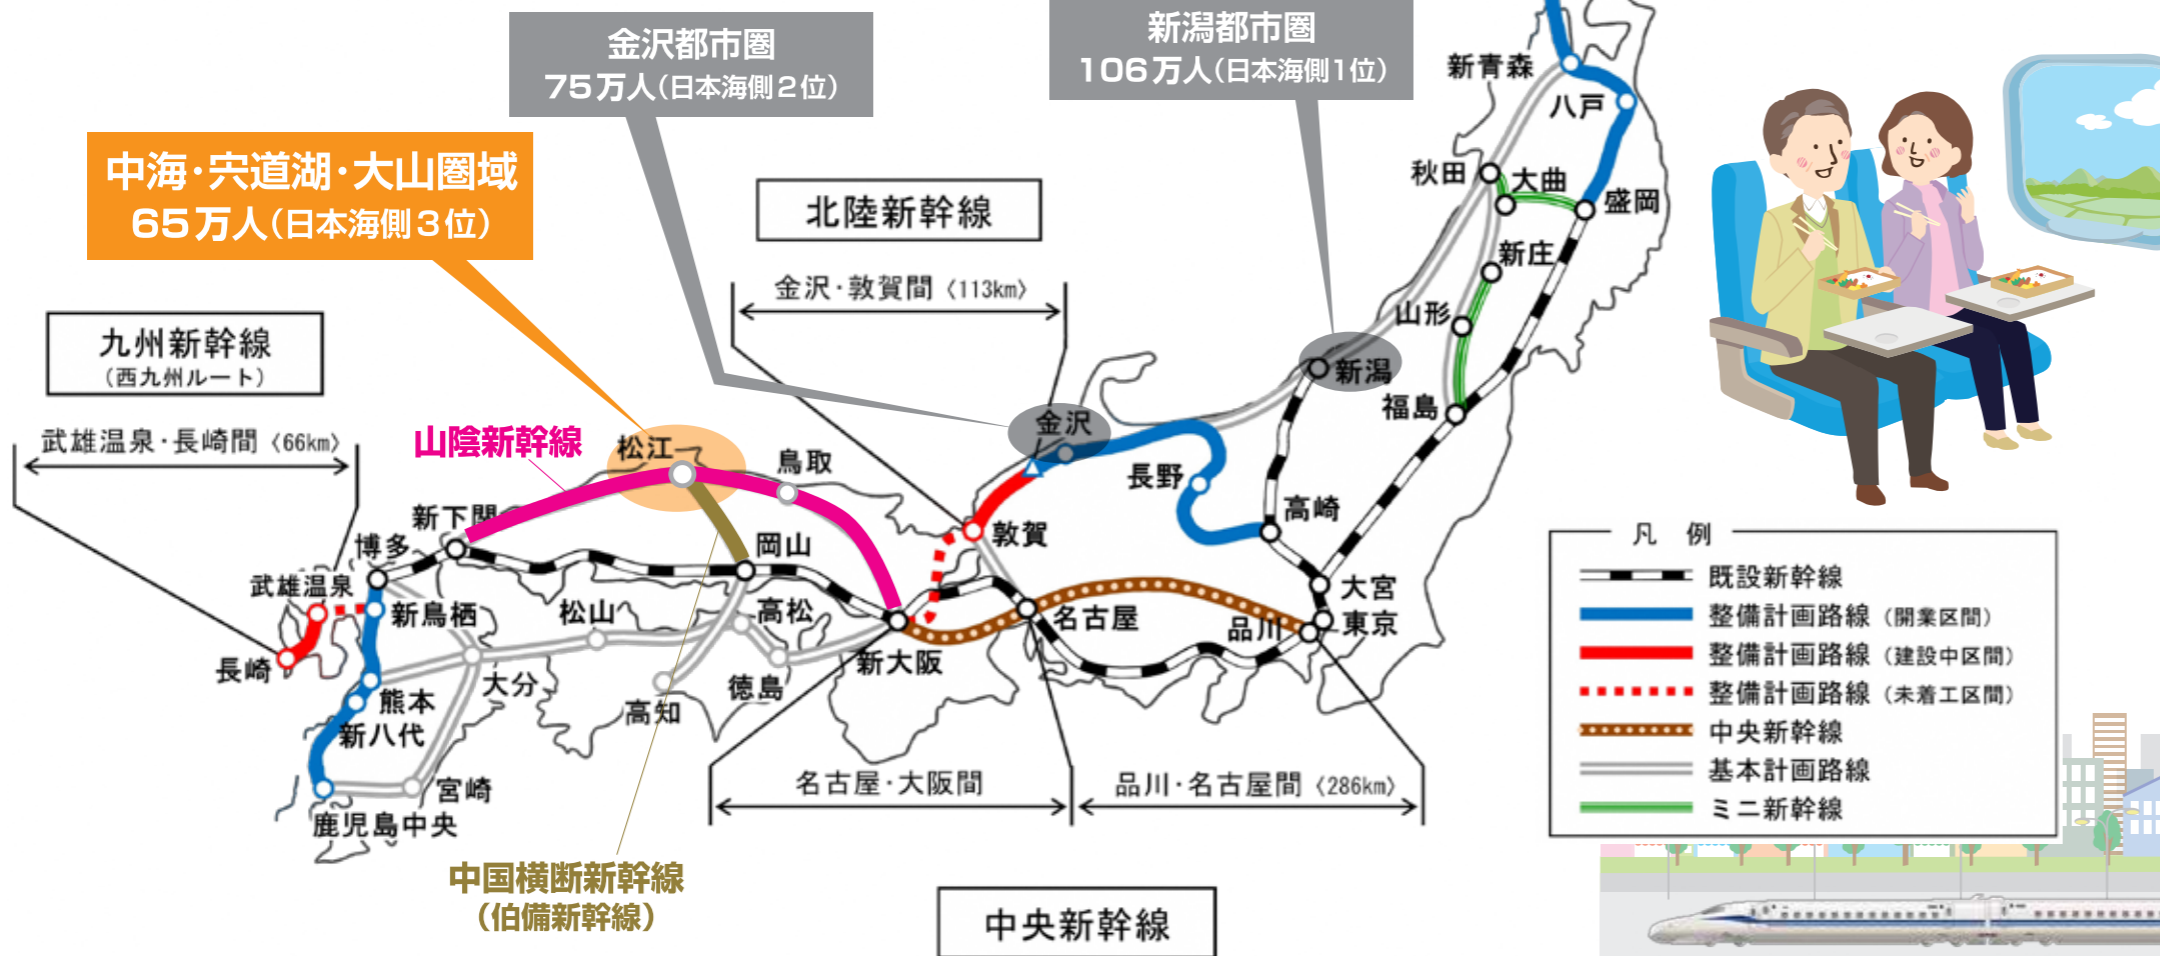 金沢都市圏
75万人(日本海側2位)
新潟都市圏
106万人(日本海側1位)
中海・宍道湖・大山圏域
65万人(日本海側3位)
北陸新幹線
金沢・敦賀間〈113km〉
九州新幹線
(西九州ルート)
武雄温泉・長崎間〈66km〉
山陰新幹線
新青森
八戸
秋田
大曲
盛岡
新庄
山形
新潟
福島
金沢
長野
高崎
松江
鳥取
新下関
博多
岡山
敦賀
武雄温泉
新鳥栖
松山
高松
名古屋
大宮
東京
品川
長崎
新大阪
熊本
大分
徳島
高知
新八代
宮崎
鹿児島中央
名古屋・大阪間
品川・名古屋間〈286km〉
中国横断新幹線
(伯備新幹線)
中央新幹線
凡 例
既設新幹線
整備計画路線(開業区間)
整備計画路線(建設中区間)
整備計画路線(未着工区間)
中央新幹線
基本計画路線
ミニ新幹線